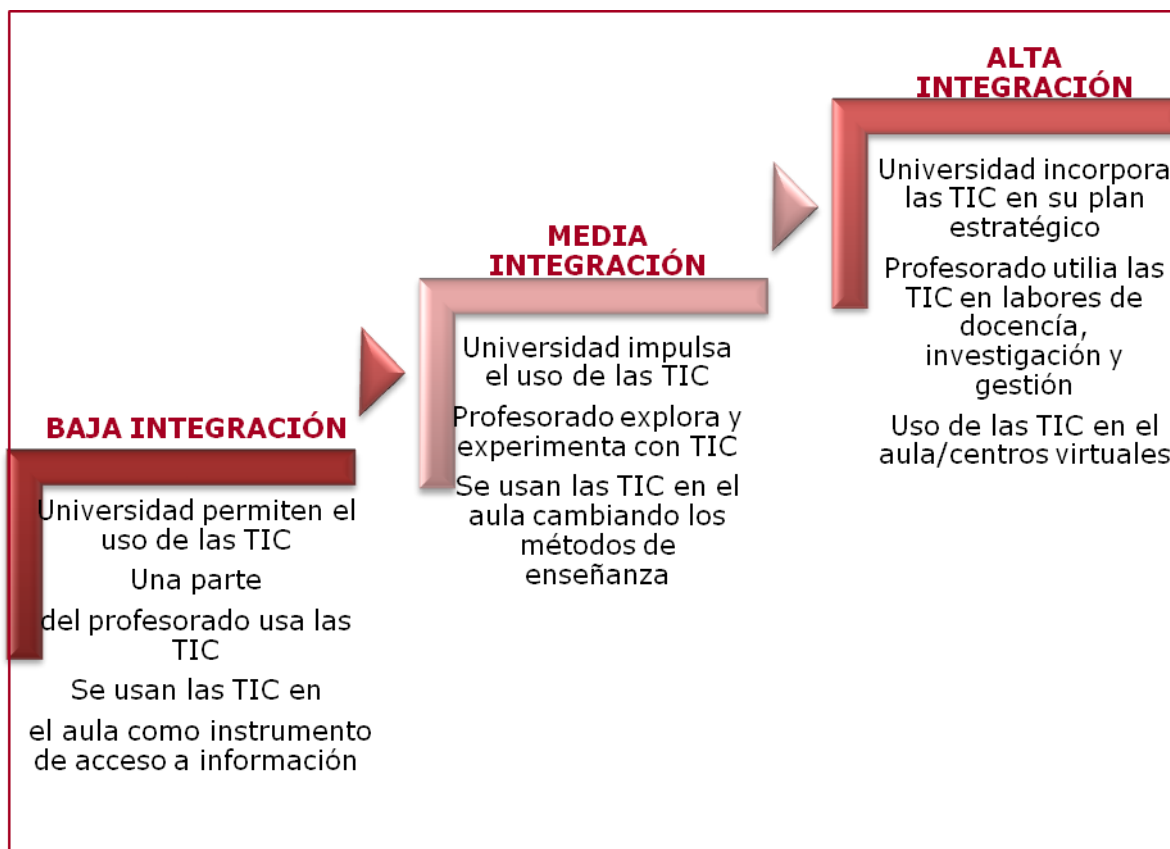 BAJA INTEGRACIÓN
Universidad permiten el
uso de las TIC
Una parte
del profesorado usa las
TIC
Se usan las TIC en
el aula como instrumento
de acceso a información
MEDIA
INTEGRACIÓN
Universidad impulsa
el uso de las TIC
Profesorado explora y
experimenta con TIC
Se usan las TIC en el
aula cambiando los
métodos de
enseñanza
ALTA
INTEGRACIÓN
Universidad incorpora
las TIC en su plan
estratégico
Profesorado utilia las
TIC en labores de
docencía,
investigación y
gestión
Uso de las TIC en el
aula/centros virtuales